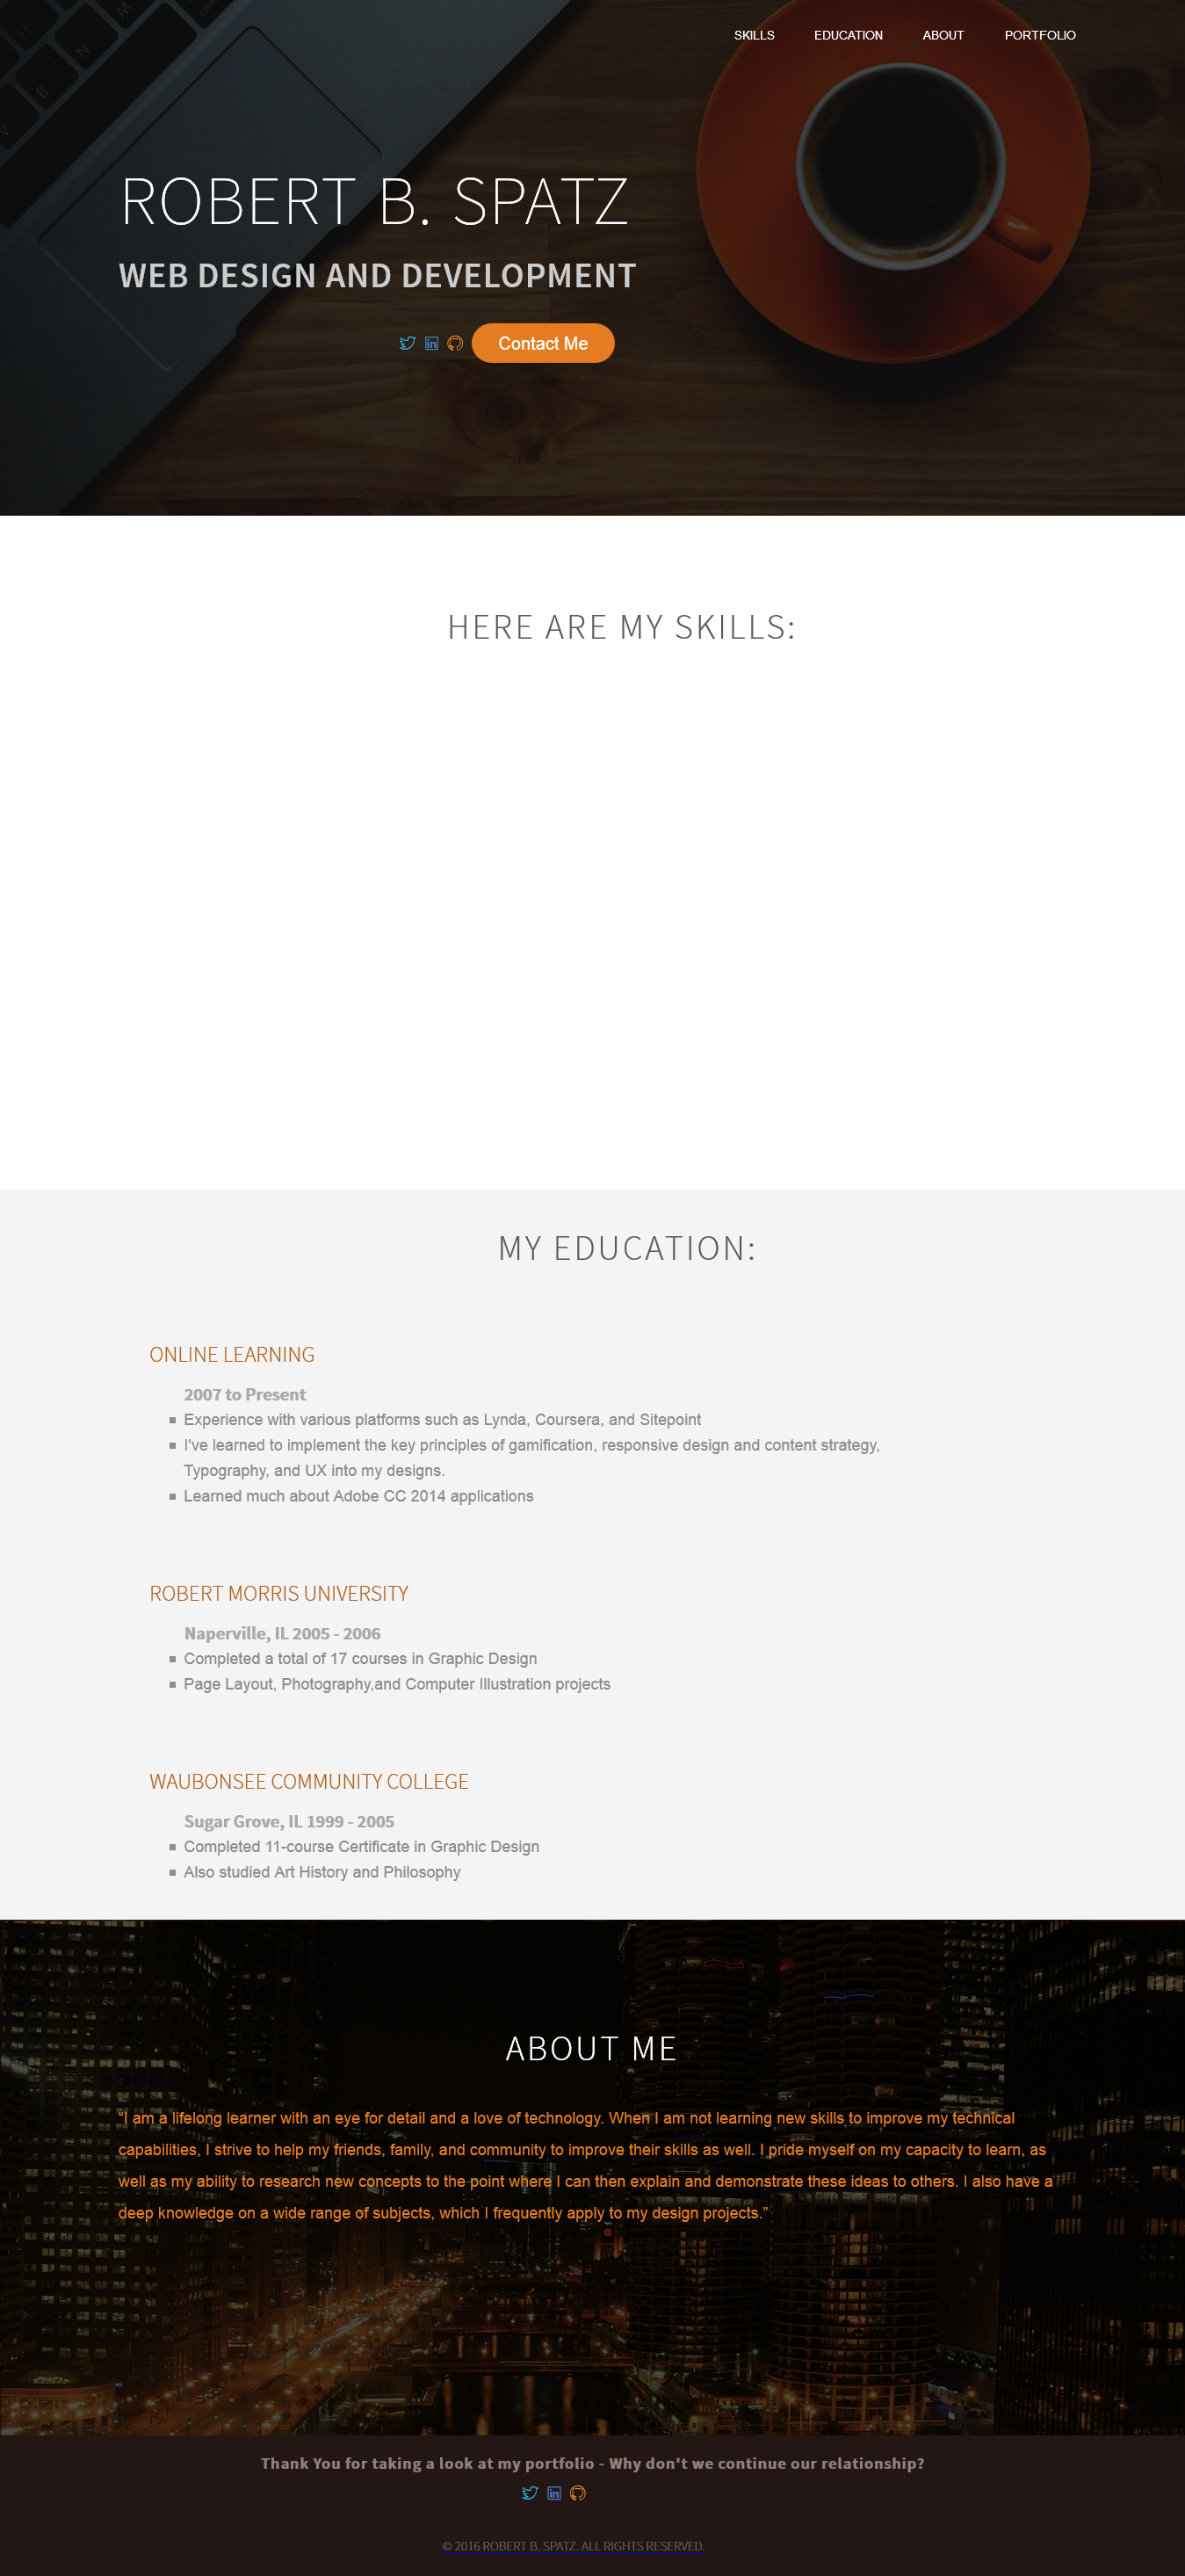 SKILLS EDUCATION ABOUT PORTFOLIO
ROBERT B. SPATZ
WEB DESIGN AND DEVELOPMENT
Contact Me
HERE ARE MY SKILLS:
MY EDUCATION:
ONLINE LEARNING
2007 to Present
Experience with various platforms such as Lynda, Coursera, and Sitepoint
I've learned to implement the key principles of gamification, responsive design and content strategy,
Typography, and UX into my designs.
Learned much about Adobe CC 2014 applications
ROBERT MORRIS UNIVERSITY
Naperville, IL 2005 - 2006
Completed a total of 17 courses in Graphic Design
Page Layout, Photography,and Computer Illustration projects
WAUBONSEE COMMUNITY COLLEGE
Sugar Grove, IL 1999 - 2005
Completed 11-course Certificate in Graphic Design
Also studied Art History and Philosophy
ABOUT ME
“I am a lifelong learner with an eye for detail and a love of technology. When I am not learning new skills to improve my technical
capabilities, I strive to help my friends, family, and community to improve their skills as well. I pride myself on my capacity to learn, as
well as my ability to research new concepts to the point where I can then explain and demonstrate these ideas to others. I also have a
deep knowledge on a wide range of subjects, which I frequently apply to my design projects.”
Thank You for taking a look at my portfolio - Why don't we continue our relationship?
© 2016 ROBERT B. SPATZ. ALL RIGHTS RESERVED.